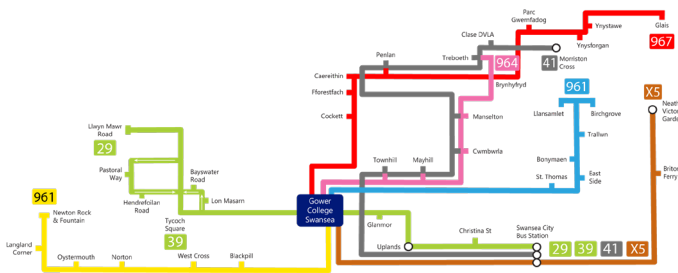 Parc
Gwernfadog
Ynystawe
Glais
967
Clase DVLA
Ynysforgan
Penlan
Treboeth
964
41
Morriston
Cross
Caereithin
Brynhyfryd
Fforestfach
961
X5
Cockett
Manselton
Llansamlet
Birchgrove
Neath
Victoria
Gardens
Llwyn Mawr
Road
29
Trallwn
Cwmbwrla
Bonymaen
Townhill
Mayhill
Pastoral
Way
Bayswater
Road
St. Thomas
East
Side
Briton
Ferry
961
Hendrefoilan
Road
Lon Masarn
Gower
College
Swansea
Newton Rock
& Fountain
Tycoch
Square
39
Glanmor
Christina St
Swansea City
Bus Station
Langland
Corner
Uplands
29
39
41
X5
Oystermouth
Norton
West Cross
Blackpill